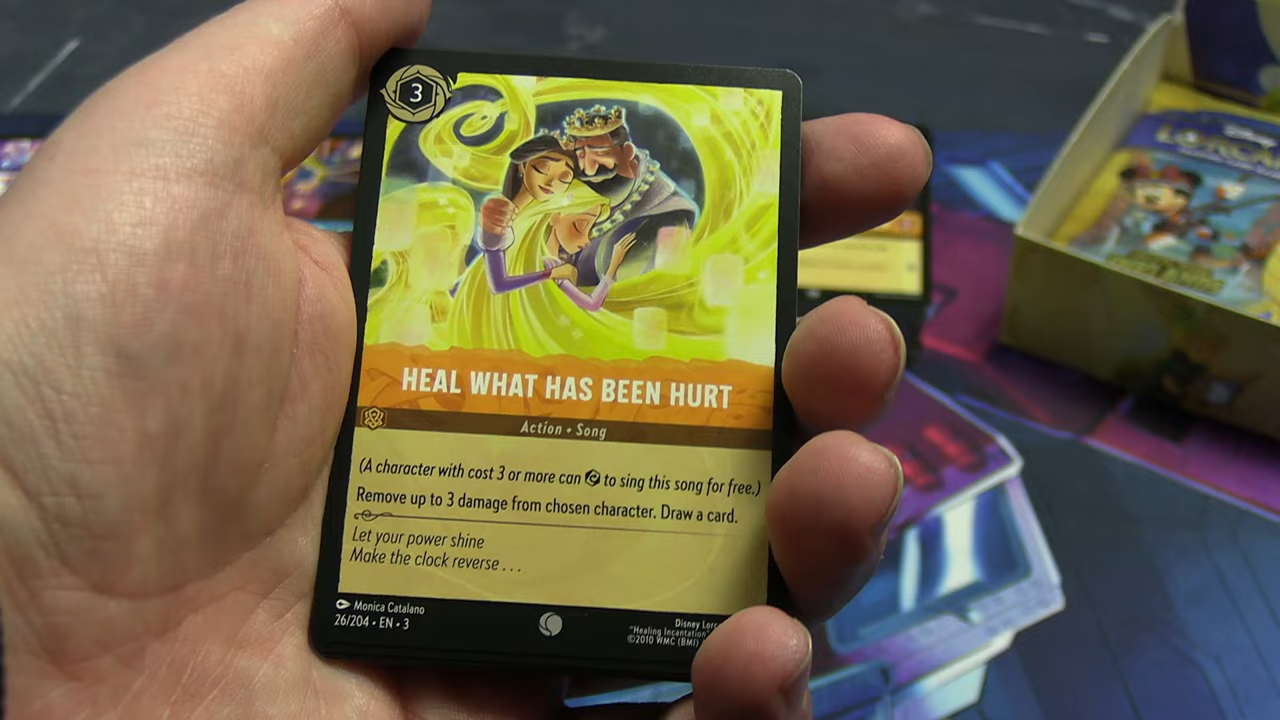 3
HEAL WHAT HAS BEEN HURT
Action • Song
(A character with cost 3 or more can to sing this song for free.)
Remove up to 3 damage from chosen character. Draw a card.
Let your power shine
Make the clock reverse . . .
Monica Catalano
26/204 • EN • 3
Disney
"Healing Incantation"
©2010 WMC (BMI)
Disney